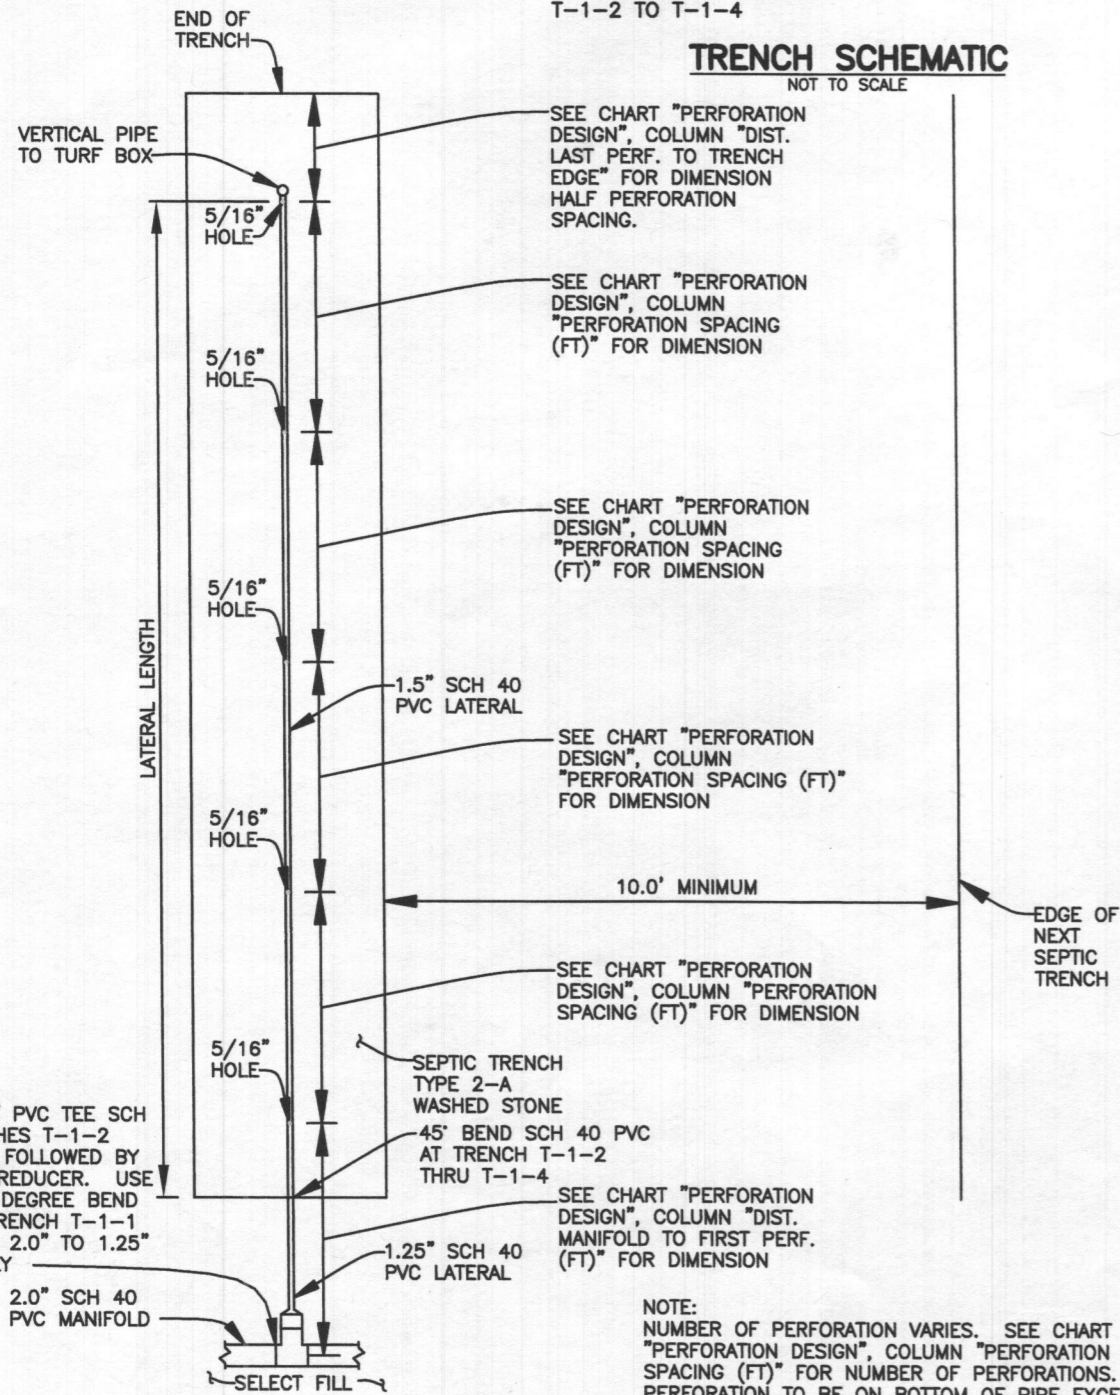 T-1-2 TO T-1-4
END OF
TRENCH
TRENCH SCHEMATIC
NOT TO SCALE
VERTICAL PIPE
TO TURF BOX
SEE CHART "PERFORATION
DESIGN", COLUMN "DIST.
LAST PERF. TO TRENCH
EDGE" FOR DIMENSION
HALF PERFORATION
SPACING.
5/16"
HOLE
SEE CHART "PERFORATION
DESIGN", COLUMN
"PERFORATION SPACING
(FT)" FOR DIMENSION
5/16"
HOLE
SEE CHART "PERFORATION
DESIGN", COLUMN
"PERFORATION SPACING
(FT)" FOR DIMENSION
5/16"
HOLE
LATERAL LENGTH
1.5" SCH 40
PVC LATERAL
SEE CHART "PERFORATION
DESIGN", COLUMN
"PERFORATION SPACING (FT)"
FOR DIMENSION
5/16"
HOLE
10.0' MINIMUM
EDGE OF
NEXT
SEPTIC
TRENCH
SEE CHART "PERFORATION
DESIGN", COLUMN "PERFORATION
SPACING (FT)" FOR DIMENSION
5/16"
HOLE
SEPTIC TRENCH
TYPE 2-A
WASHED STONE
45° BEND SCH 40 PVC
AT TRENCH T-1-2
THRU T-1-4
PVC TEE SCH
T-1-2
FOLLOWED BY
REDUCER. USE
DEGREE BEND
T-1-1
2.0" TO 1.25"
SEE CHART "PERFORATION
DESIGN", COLUMN "DIST.
MANIFOLD TO FIRST PERF.
(FT)" FOR DIMENSION
1.25" SCH 40
PVC LATERAL
2.0" SCH 40
PVC MANIFOLD
SELECT FILL
NOTE:
NUMBER OF PERFORATION VARIES. SEE CHART
"PERFORATION DESIGN", COLUMN "PERFORATION
SPACING (FT)" FOR NUMBER OF PERFORATIONS.
PERFORATION TO BE ON BOTTOM OF PIPE